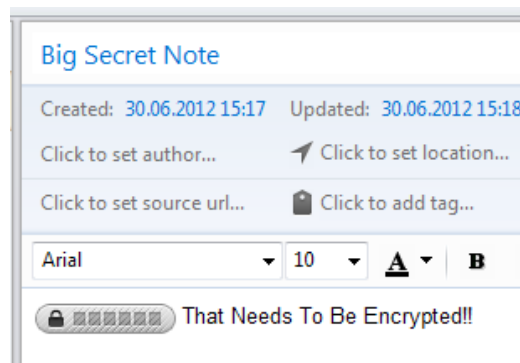 Big Secret Note
Created: 30.06.2012 15:17 Updated: 30.06.2012 15:18
Click to set author... Click to set location...
Click to set source url... Click to add tag...
Arial 10 A B
That Needs To Be Encrypted!!